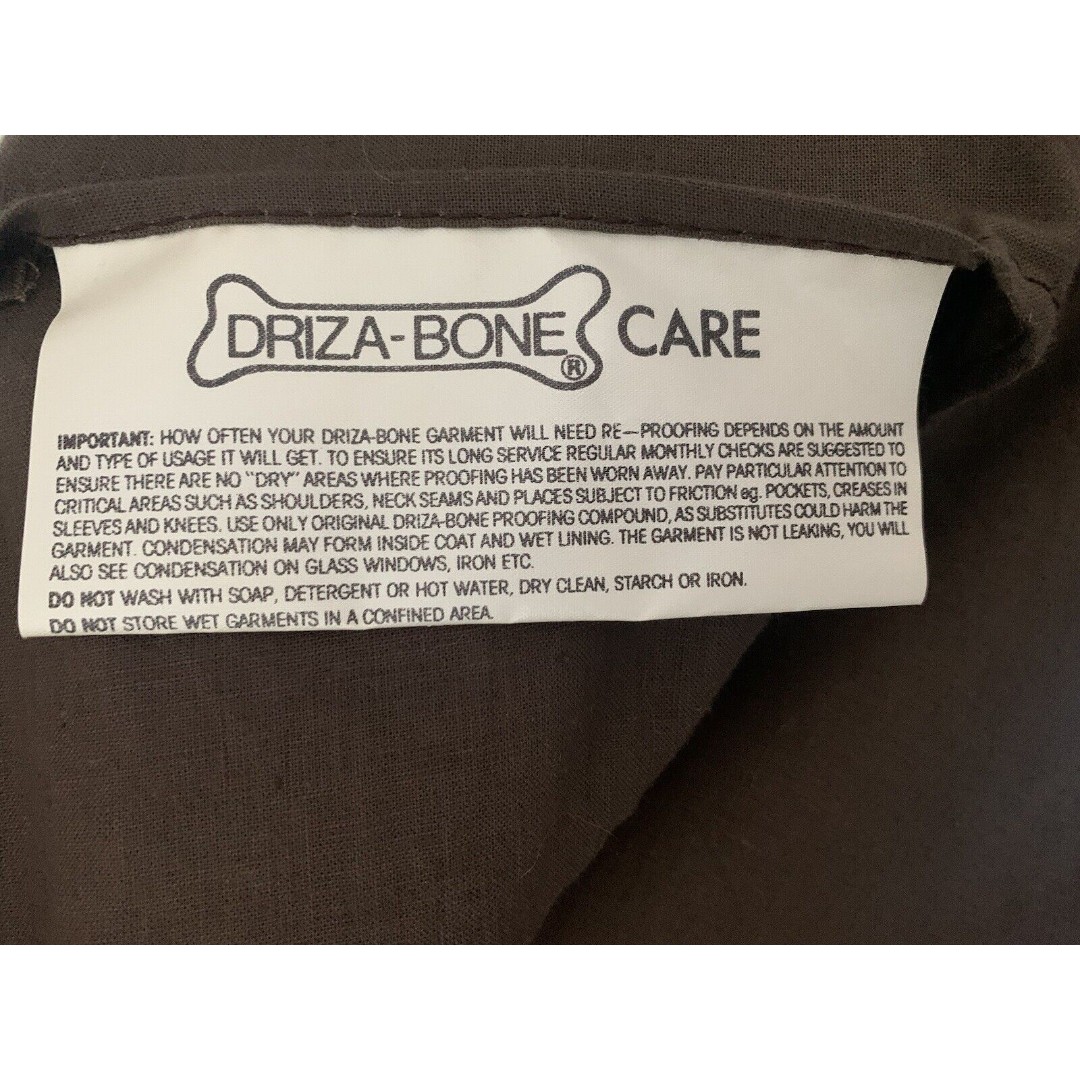 DRIZA-BONE® CARE
IMPORTANT: HOW OFTEN YOUR DRIZA-BONE GARMENT WILL NEED RE—PROOFING DEPENDS ON THE AMOUNT
AND TYPE OF USAGE IT WILL GET. TO ENSURE ITS LONG SERVICE REGULAR MONTHLY CHECKS ARE SUGGESTED TO
ENSURE THERE ARE NO "DRY" AREAS WHERE PROOFING HAS BEEN WORN AWAY. PAY PARTICULAR ATTENTION TO
CRITICAL AREAS SUCH AS SHOULDERS, NECK SEAMS AND PLACES SUBJECT TO FRICTION eg. POCKETS, CREASES IN
SLEEVES AND KNEES. USE ONLY ORIGINAL DRIZA-BONE PROOFING COMPOUND, AS SUBSTITUTES COULD HARM THE
GARMENT. CONDENSATION MAY FORM INSIDE COAT AND WET LINING. THE GARMENT IS NOT LEAKING, YOU WILL
ALSO SEE CONDENSATION ON GLASS WINDOWS, IRON ETC.
DO NOT WASH WITH SOAP, DETERGENT OR HOT WATER, DRY CLEAN, STARCH OR IRON.
DO NOT STORE WET GARMENTS IN A CONFINED AREA.